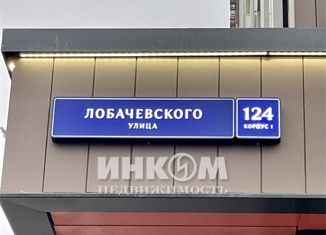 ЛОБАЧЕВСКОГО
УЛИЦА
124
КОРПУС 1
ИНКОМ
НЕДВИЖИМОСТЬ